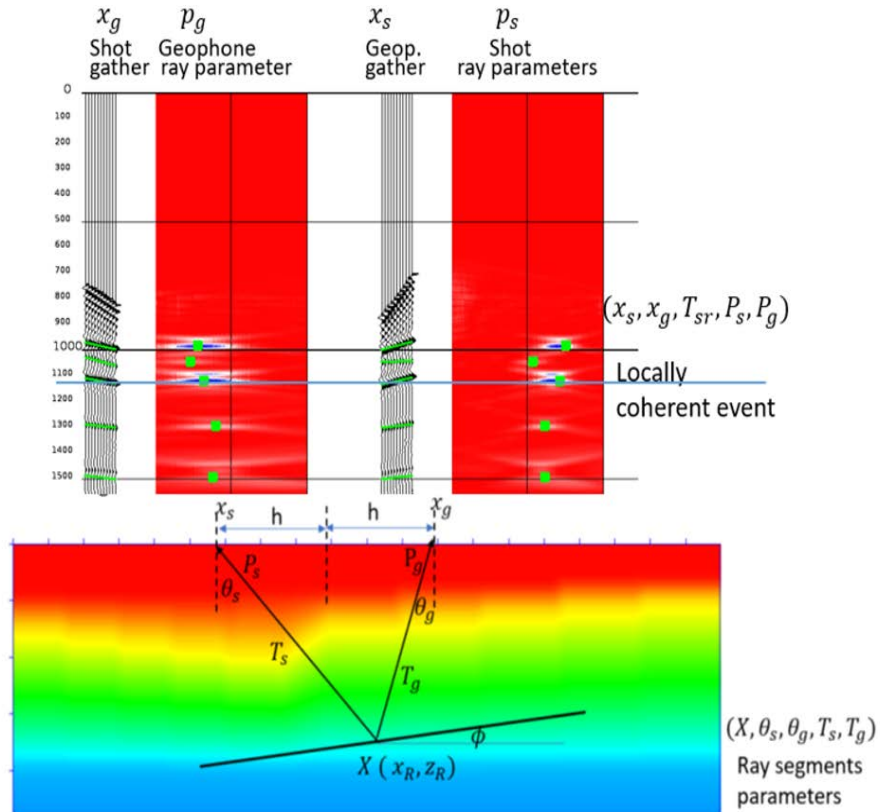 x_g p_g x_s p_s
Shot Geophone Geop. Shot
gather ray parameter gather ray parameters
0
100
200
300
400
500
600
700
800
900
(x_s, x_g, T_sr, P_s, P_g)
1000
1100
Locally
coherent event
1200
1300
1400
1500
x_s h h x_g
P_s P_g
θ_s θ_g
T_s T_g
ϕ
X ( x_R, z_R)
(X, θ_s, θ_g, T_s, T_g)
Ray segments
parameters